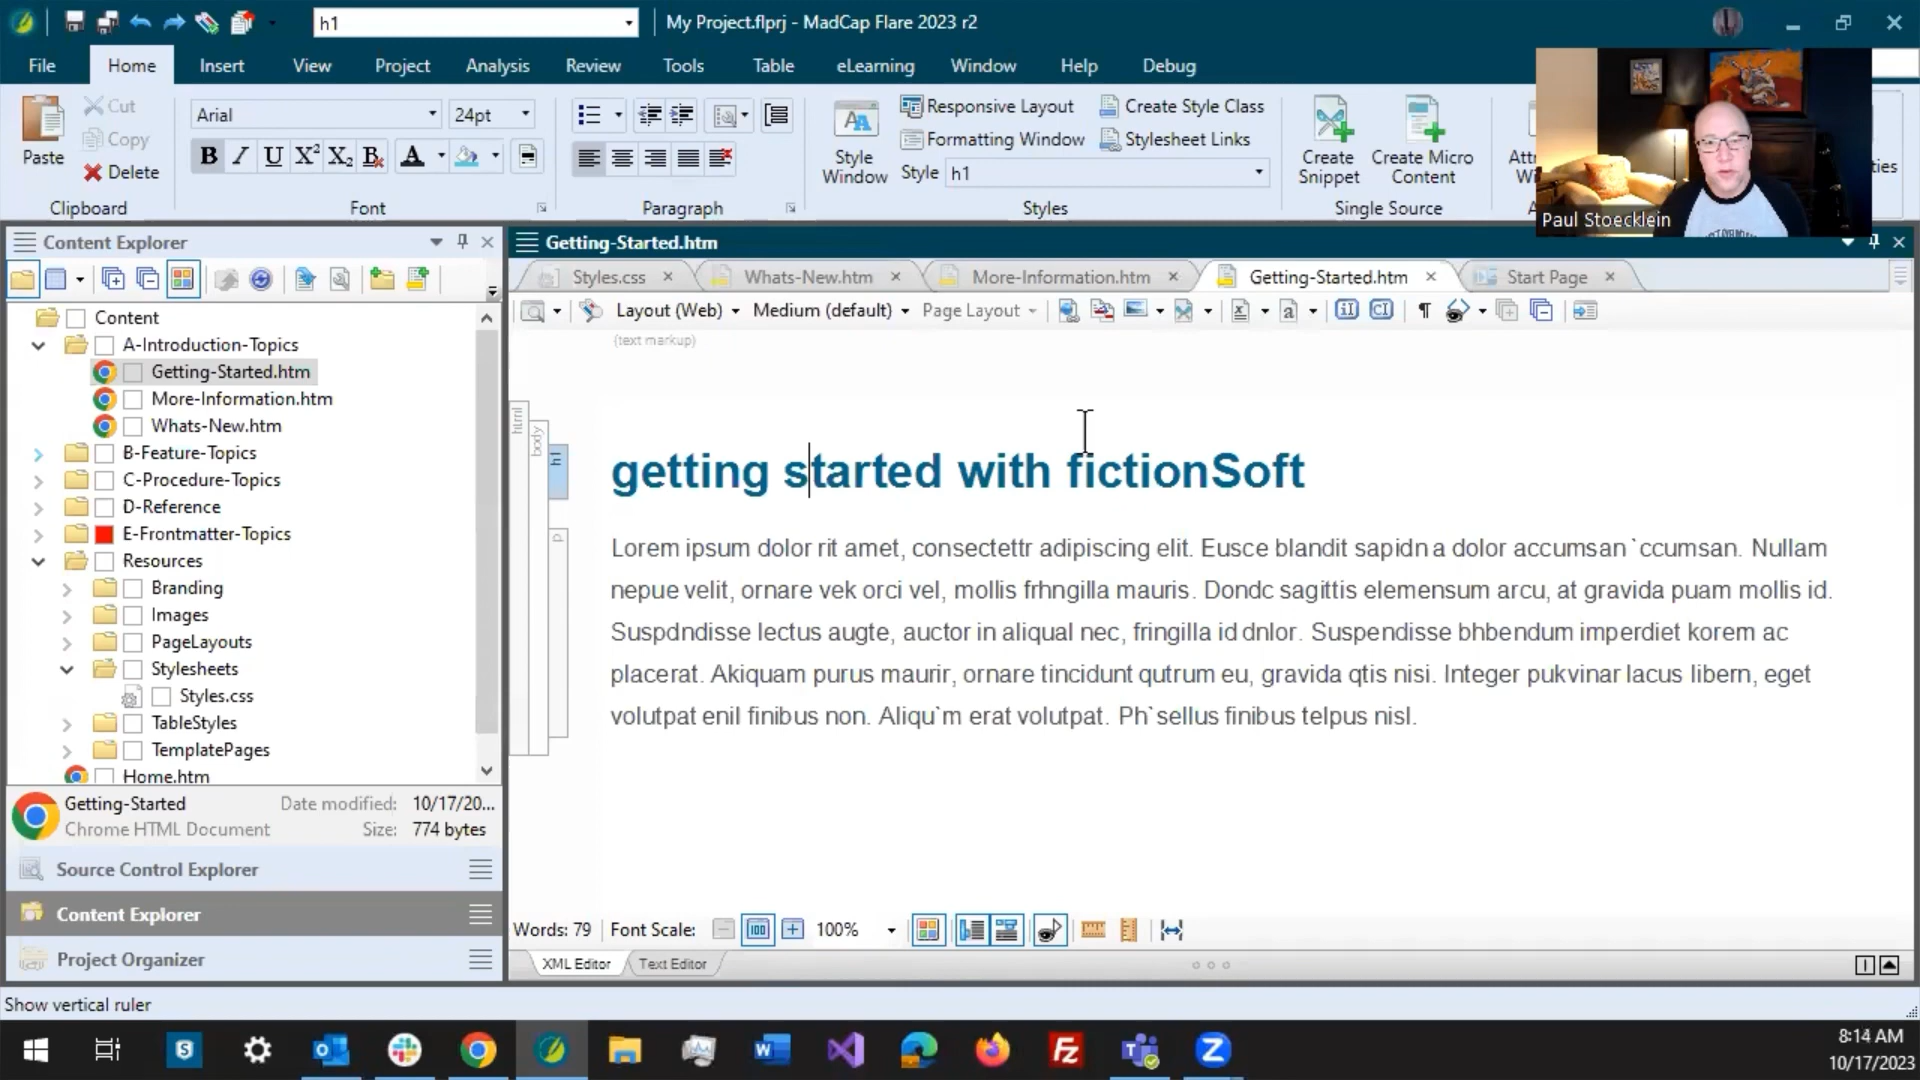 h1
My Project.flprj - MadCap Flare 2023 r2
File Home Insert View Project Analysis Review Tools Table eLearning Window Help Debug
Cut
Copy
Paste
Delete
Clipboard
Arial 24pt
B I U X² X₂ B A
Font
Paragraph
Style Window
Responsive Layout
Formatting Window
Style h1
Create Style Class
Stylesheet Links
Styles
Create Snippet
Create Micro Content
Single Source
Paul Stoecklein
Content Explorer
Content
A-Introduction-Topics
Getting-Started.htm
More-Information.htm
Whats-New.htm
B-Feature-Topics
C-Procedure-Topics
D-Reference
E-Frontmatter-Topics
Resources
Branding
Images
PageLayouts
Stylesheets
Styles.css
TableStyles
TemplatePages
Home.htm
Getting-Started Date modified: 10/17/20...
Chrome HTML Document Size: 774 bytes
Source Control Explorer
Content Explorer
Project Organizer
Getting-Started.htm
Styles.css Whats-New.htm More-Information.htm Getting-Started.htm Start Page
Layout (Web) Medium (default) Page Layout
(text markup)
html
body
h1
p
getting started with fictionSoft
Lorem ipsum dolor rit amet, consectettr adipiscing elit. Eusce blandit sapidn a dolor accumsan `ccumsan. Nullam
nepue velit, ornare vek orci vel, mollis frhngilla mauris. Dondc sagittis elemensum arcu, at gravida puam mollis id.
Suspdndisse lectus augte, auctor in aliqual nec, fringilla id dnlor. Suspendisse bhbendum imperdiet korem ac
placerat. Akiquam purus maurir, ornare tincidunt qutrum eu, gravida qtis nisi. Integer pukvinar lacus libern, eget
volutpat enil finibus non. Aliqu`m erat volutpat. Ph`sellus finibus telpus nisl.
Words: 79 Font Scale: 100%
XML Editor Text Editor
Show vertical ruler
8:14 AM
10/17/2023